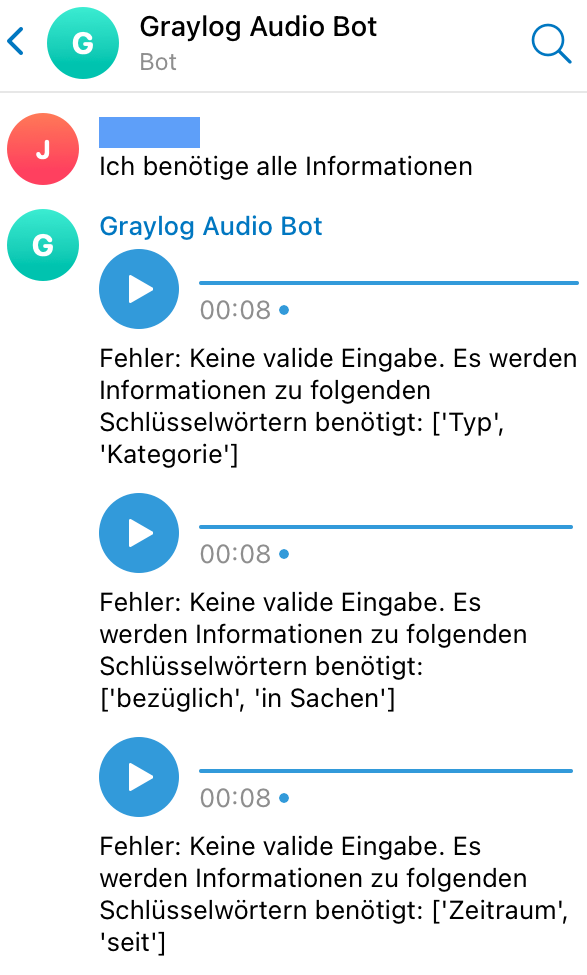 G
Graylog Audio Bot
Bot
J
Ich benötige alle Informationen
G
Graylog Audio Bot
00:08
Fehler: Keine valide Eingabe. Es werden
Informationen zu folgenden
Schlüsselwörtern benötigt: ['Typ',
'Kategorie']
00:08
Fehler: Keine valide Eingabe. Es
werden Informationen zu folgenden
Schlüsselwörtern benötigt:
['bezüglich', 'in Sachen']
00:08
Fehler: Keine valide Eingabe. Es
werden Informationen zu folgenden
Schlüsselwörtern benötigt: ['Zeitraum',
'seit']